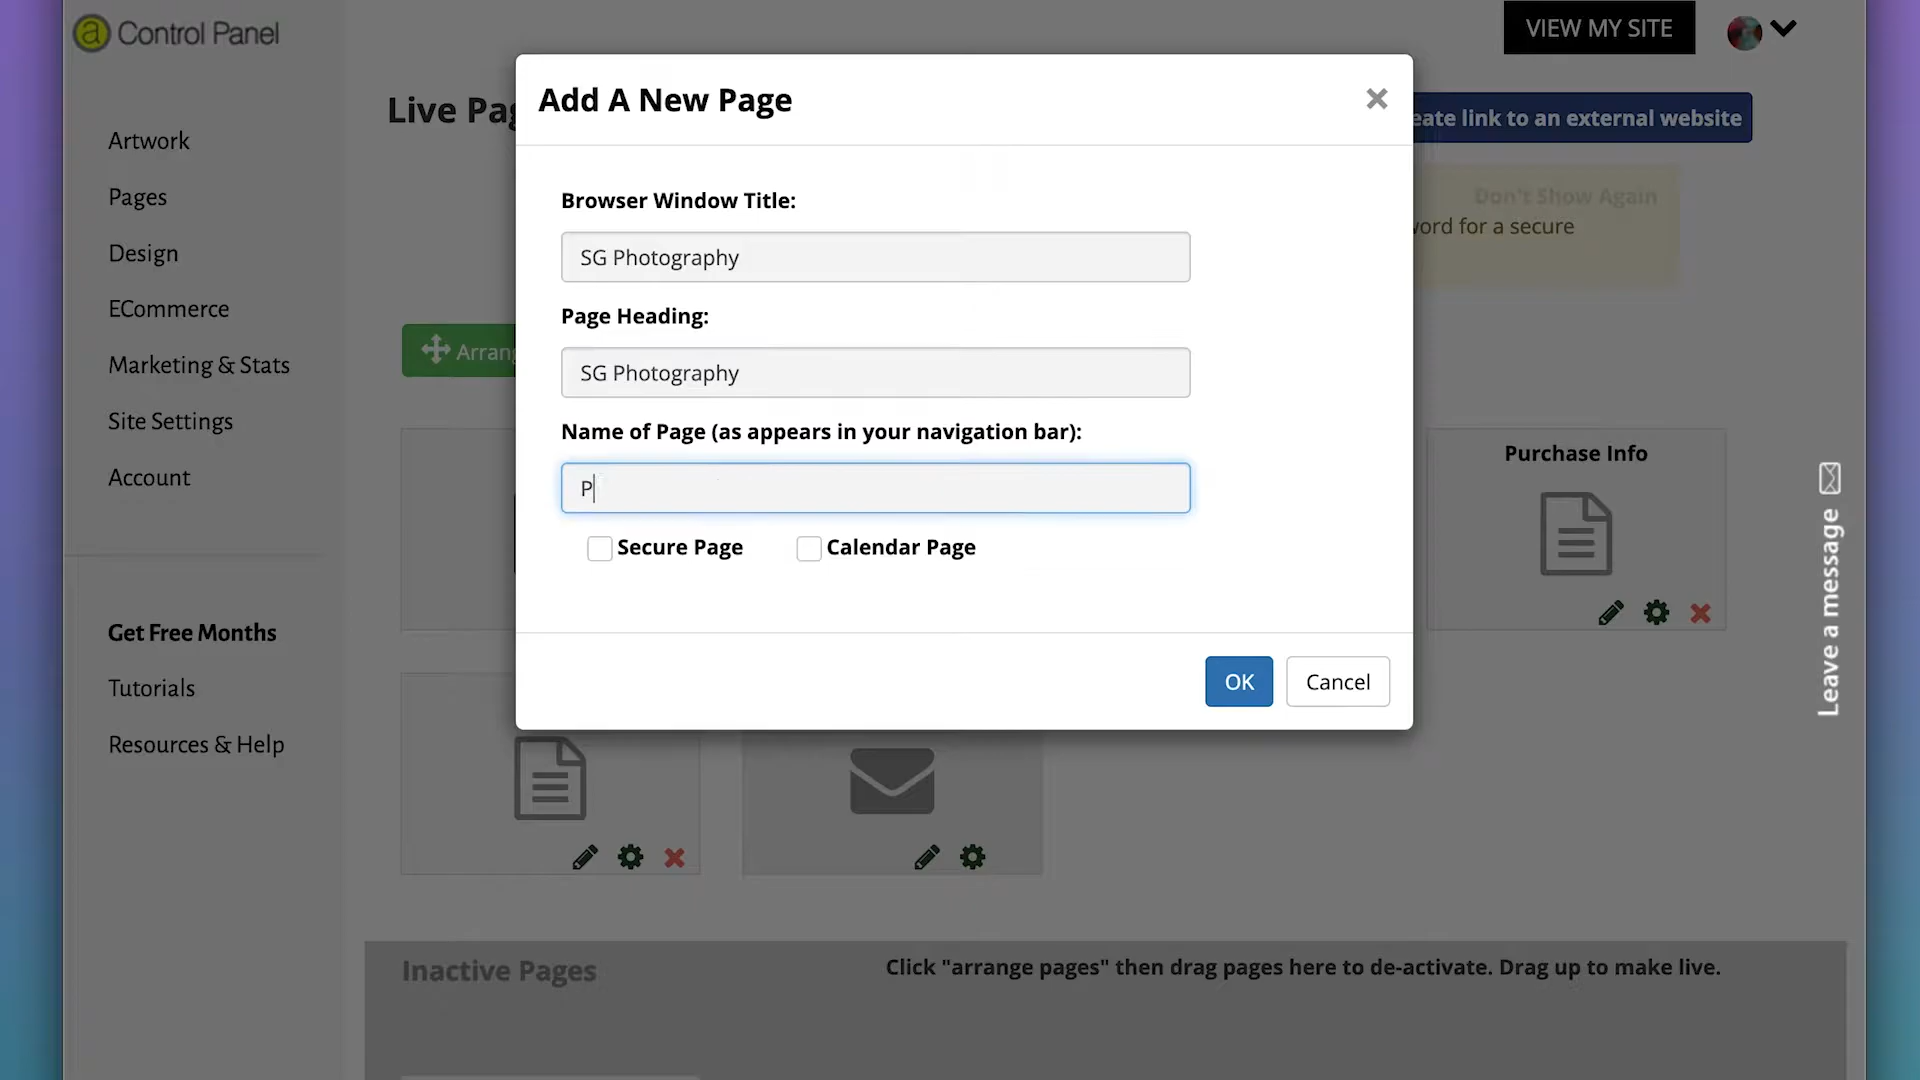 a Control Panel
VIEW MY SITE
Artwork
Pages
Design
ECommerce
Marketing & Stats
Site Settings
Account
Get Free Months
Tutorials
Resources & Help
Live Pag
eate link to an external website
Don't Show Again
word for a secure
Arrang
Add A New Page
Browser Window Title:
SG Photography
Page Heading:
SG Photography
Name of Page (as appears in your navigation bar):
P
Secure Page
Calendar Page
OK
Cancel
Purchase Info
Leave a message
Inactive Pages
Click "arrange pages" then drag pages here to de-activate. Drag up to make live.